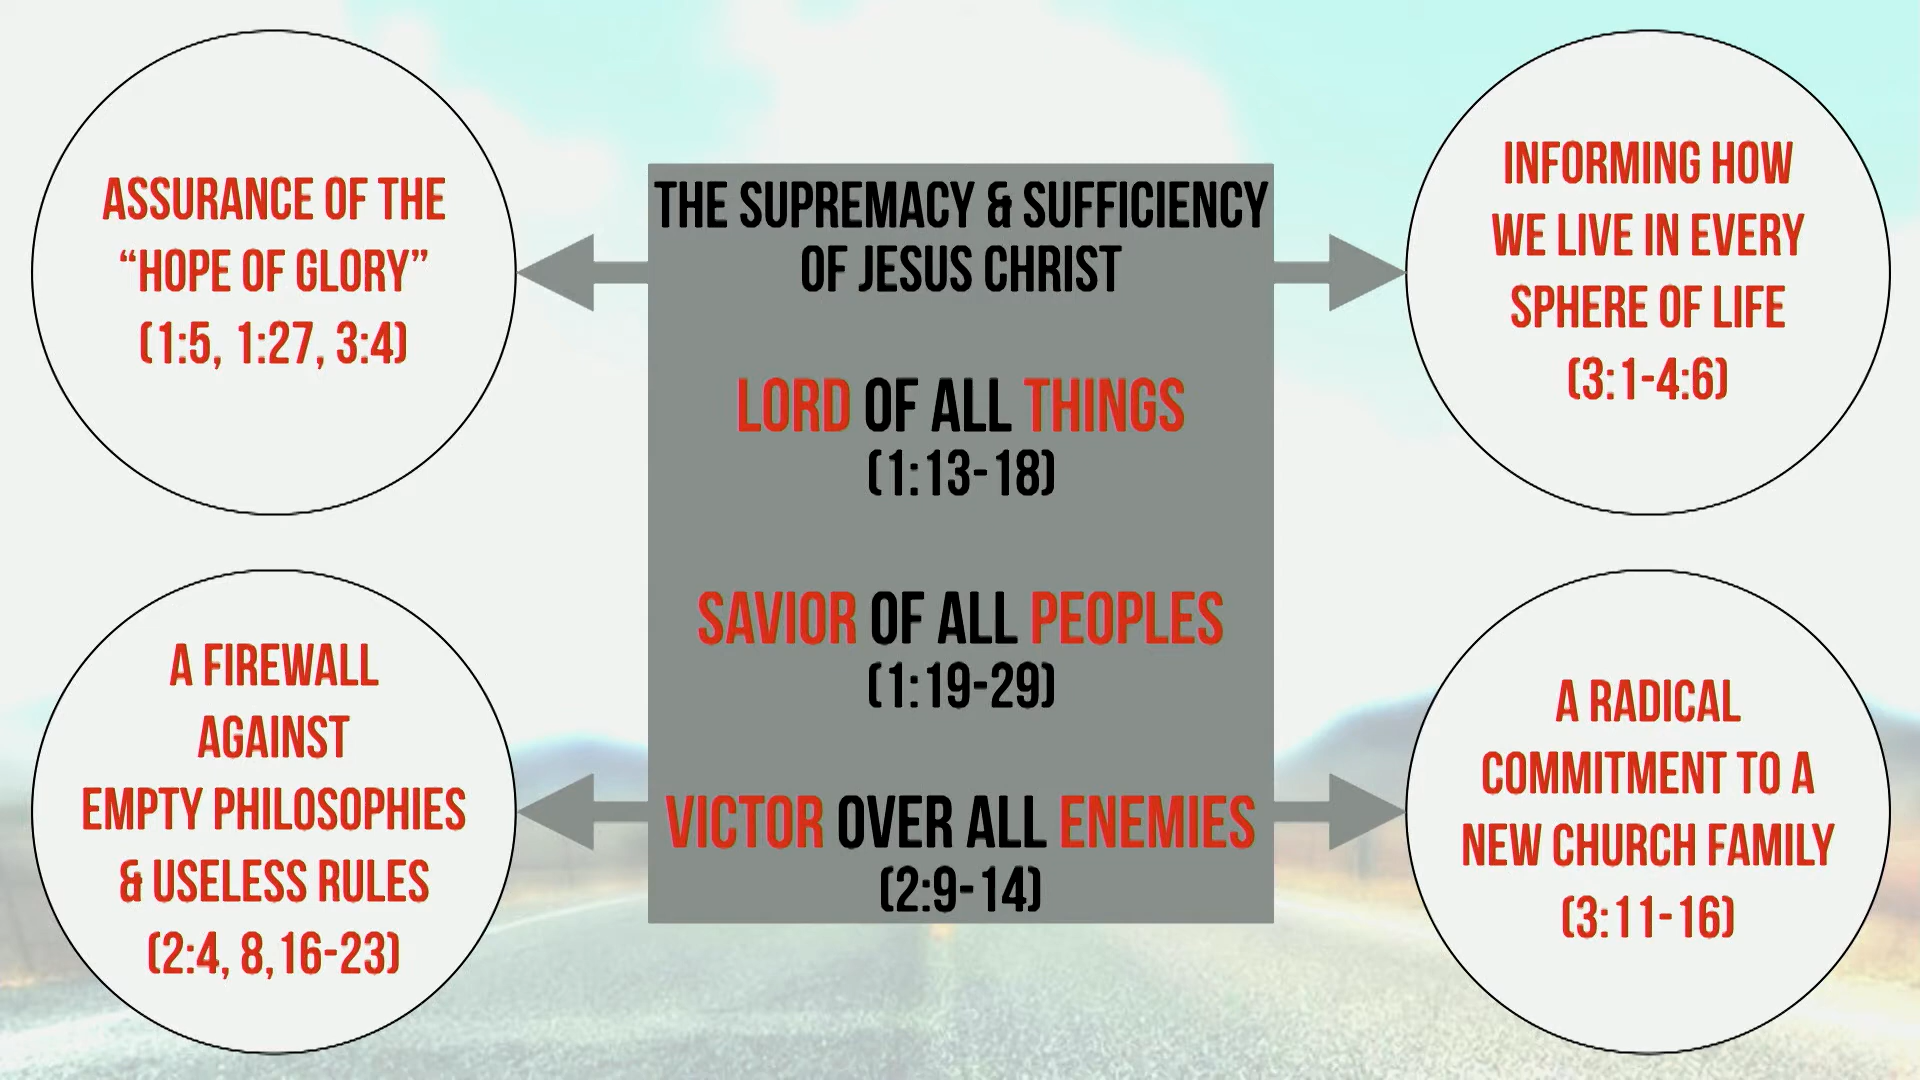 ASSURANCE OF THE
“HOPE OF GLORY”
(1:5, 1:27, 3:4)
A FIREWALL
AGAINST
EMPTY PHILOSOPHIES
& USELESS RULES
(2:4, 8,16-23)
THE SUPREMACY & SUFFICIENCY
OF JESUS CHRIST
LORD OF ALL THINGS
(1:13-18)
SAVIOR OF ALL PEOPLES
(1:19-29)
VICTOR OVER ALL ENEMIES
(2:9-14)
INFORMING HOW
WE LIVE IN EVERY
SPHERE OF LIFE
(3:1-4:6)
A RADICAL
COMMITMENT TO A
NEW CHURCH FAMILY
(3:11-16)